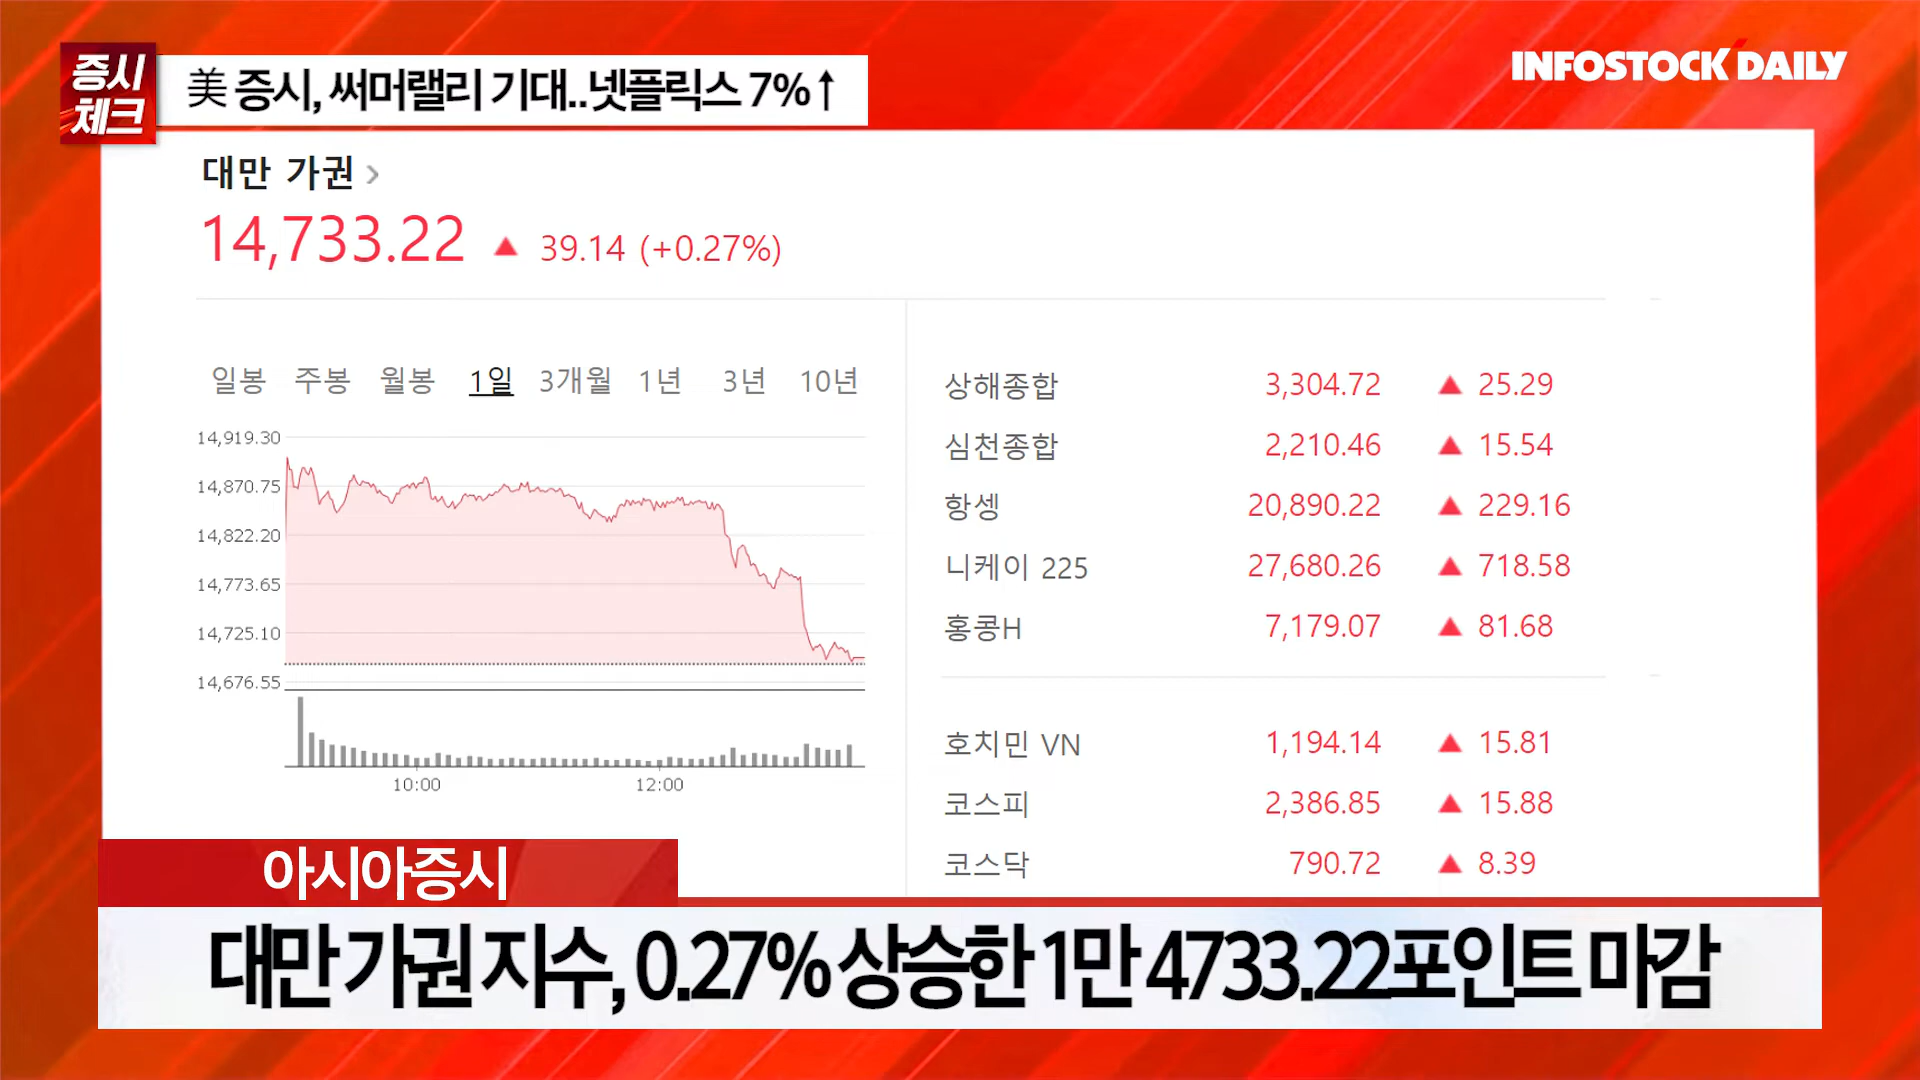 증시
체크
美 증시, 써머랠리 기대..넷플릭스 7%↑
INFOSTOCK DAILY
대만 가권 >
14,733.22 ▲ 39.14 (+0.27%)
일봉 주봉 월봉 1일 3개월 1년 3년 10년
14,919.30
14,870.75
14,822.20
14,773.65
14,725.10
14,676.55
10:00 12:00
상해종합 3,304.72 ▲ 25.29
심천종합 2,210.46 ▲ 15.54
항셍 20,890.22 ▲ 229.16
니케이 225 27,680.26 ▲ 718.58
홍콩H 7,179.07 ▲ 81.68
호치민 VN 1,194.14 ▲ 15.81
코스피 2,386.85 ▲ 15.88
코스닥 790.72 ▲ 8.39
아시아증시
대만 가권 지수, 0.27% 상승한 1만 4733.22포인트 마감